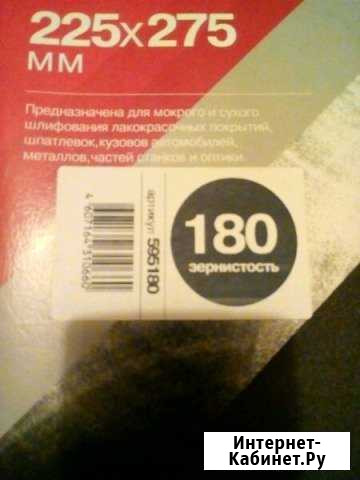 225x275
мм
Предназначена для мокрого и сухого
шлифования лакокрасочных покрытий,
шпатлевок,кузовов автомобилей,
металлов,частей станков и оптики.
артикул 595180
180
зернистость
Интернет-
Кабинет.Ру